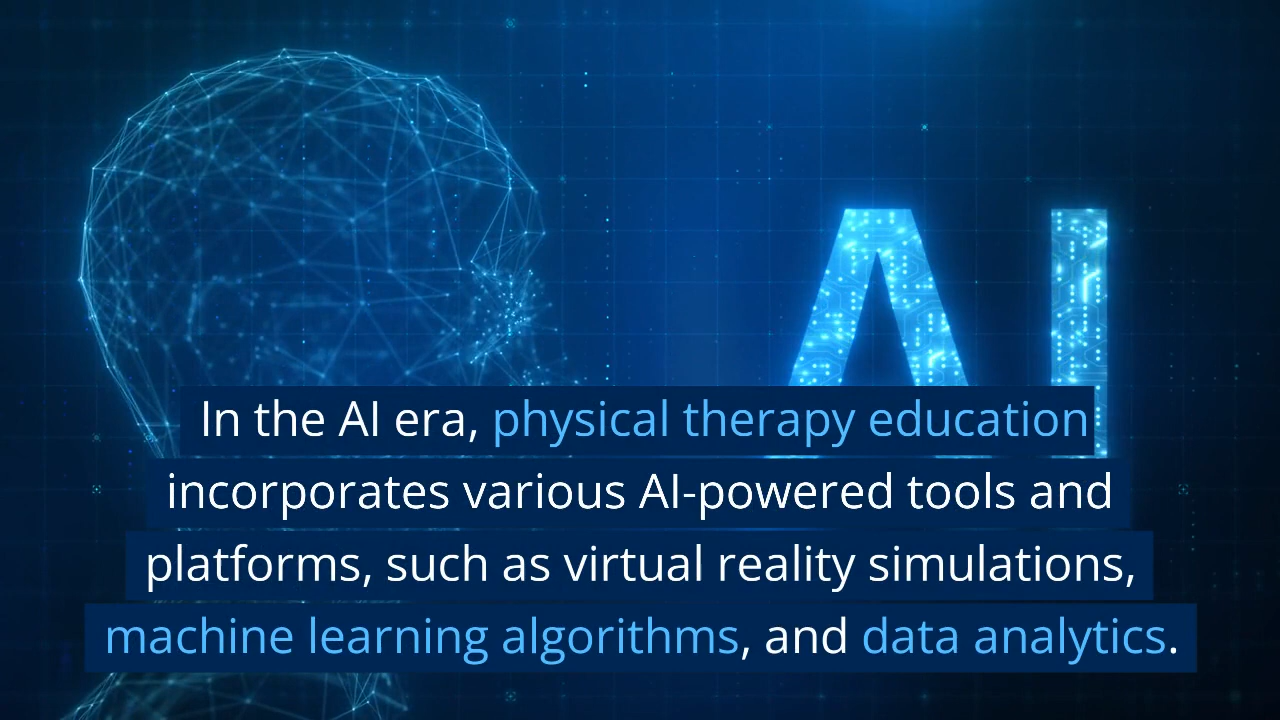 AI
In the AI era, physical therapy education
incorporates various AI-powered tools and
platforms, such as virtual reality simulations,
machine learning algorithms, and data analytics.